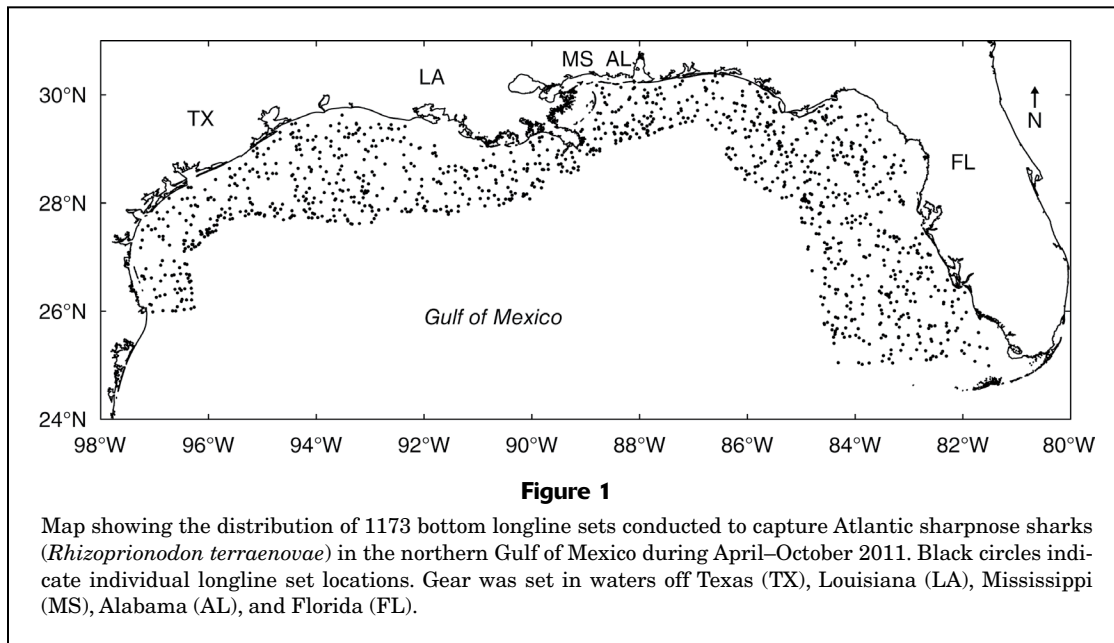 MS AL
LA
30°N
TX
N
FL
28°N
26°N
Gulf of Mexico
24°N
98°W 96°W 94°W 92°W 90°W 88°W 86°W 84°W 82°W 80°W
Figure 1
Map showing the distribution of 1173 bottom longline sets conducted to capture Atlantic sharpnose sharks
(Rhizoprionodon terraenovae) in the northern Gulf of Mexico during April–October 2011. Black circles indi-
cate individual longline set locations. Gear was set in waters off Texas (TX), Louisiana (LA), Mississippi
(MS), Alabama (AL), and Florida (FL).